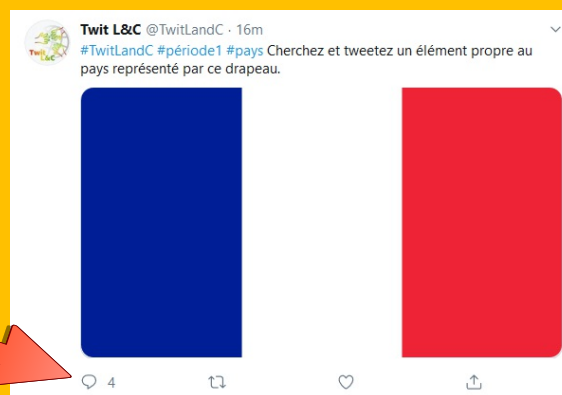 Twit L&C @TwitLandC · 16m
Twit L&C
#TwitLandC #période1 #pays Cherchez et tweetez un élément propre au
pays représenté par ce drapeau.
4